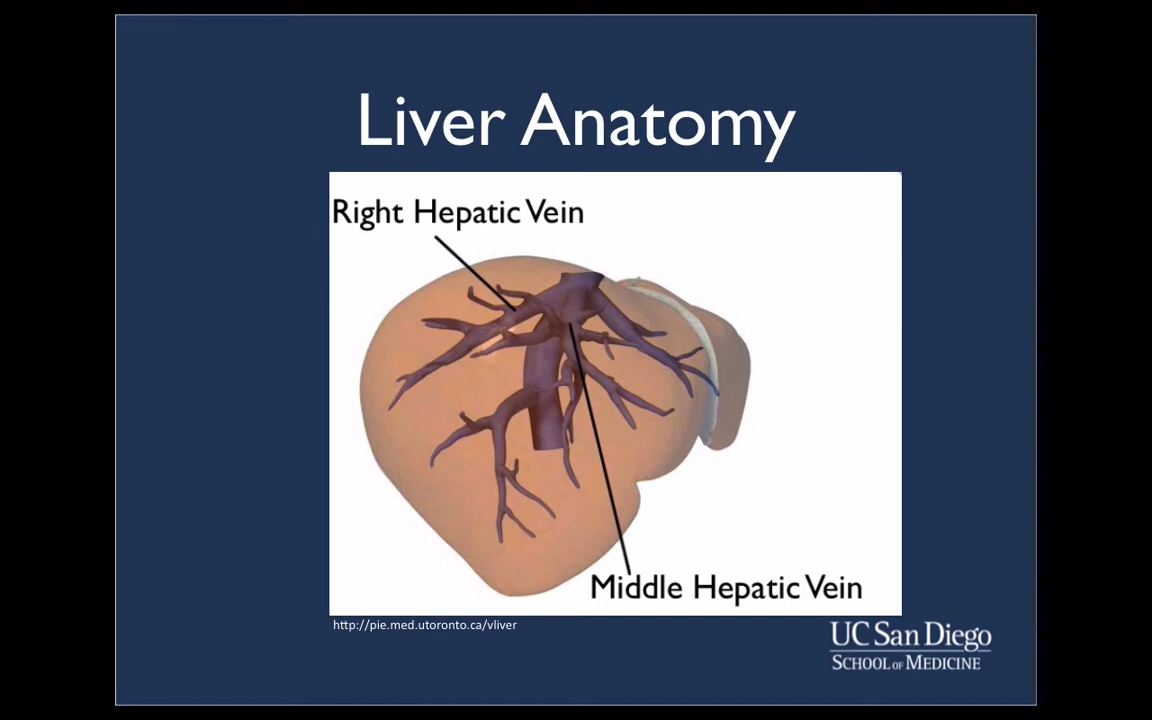 Liver Anatomy
Right Hepatic Vein
Middle Hepatic Vein
http://pie.med.utoronto.ca/vliver
UC San Diego
SCHOOL OF MEDICINE